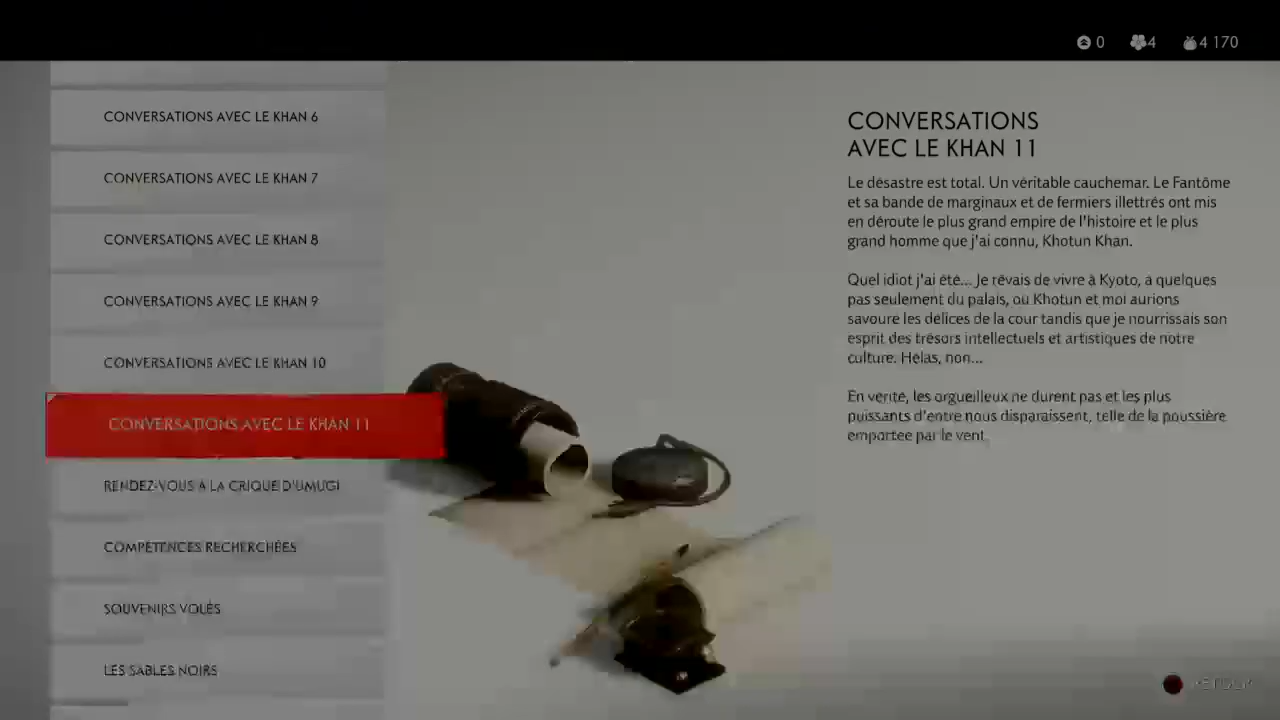 0 4 4 170
CONVERSATIONS AVEC LE KHAN 6
CONVERSATIONS AVEC LE KHAN 7
CONVERSATIONS AVEC LE KHAN 8
CONVERSATIONS AVEC LE KHAN 9
CONVERSATIONS AVEC LE KHAN 10
CONVERSATIONS AVEC LE KHAN 11
RENDEZ-VOUS À LA CRIQUE D'UMUGI
COMPÉTENCES RECHERCHÉES
SOUVENIRS VOLÉS
LES SABLES NOIRS
CONVERSATIONS
AVEC LE KHAN 11
Le désastre est total. Un véritable cauchemar. Le Fantôme
et sa bande de marginaux et de fermiers illettrés ont mis
en déroute le plus grand empire de l'histoire et le plus
grand homme que j'ai connu, Khotun Khan.
Quel idiot j'ai été... Je rêvais de vivre à Kyoto, à quelques
pas seulement du palais, où Khotun et moi aurions
savouré les délices de la cour tandis que je nourrissais son
esprit des trésors intellectuels et artistiques de notre
culture. Hélas, non...
En vérité, les orgueilleux ne durent pas et les plus
puissants d'entre nous disparaissent, telle de la poussière
emportée par le vent.
RETOUR